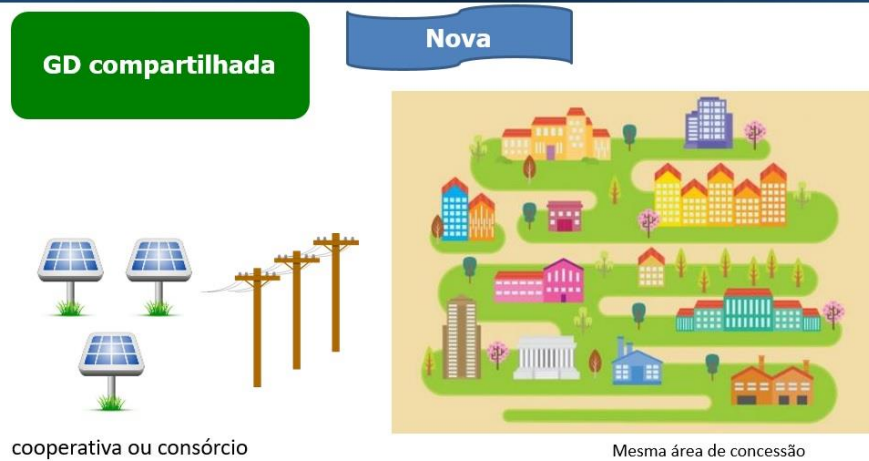 GD compartilhada
Nova
cooperativa ou consórcio
Mesma área de concessão